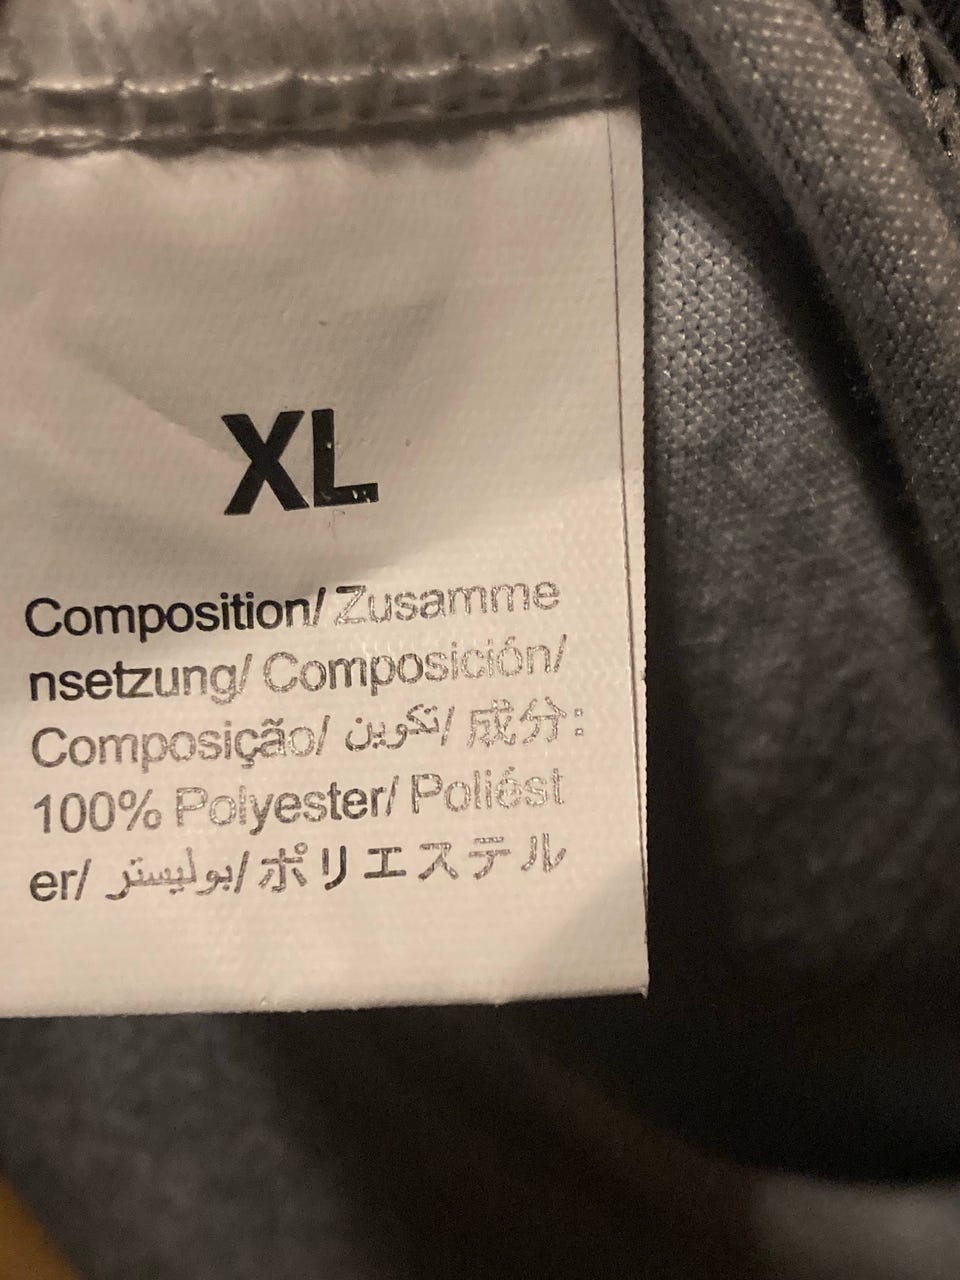 XL
Composition/ Zusamme
nsetzung/ Composición/
Composição/ تكوين/ 成分:
100% Polyester/ Poliést
er/ بوليستر/ポリエステル